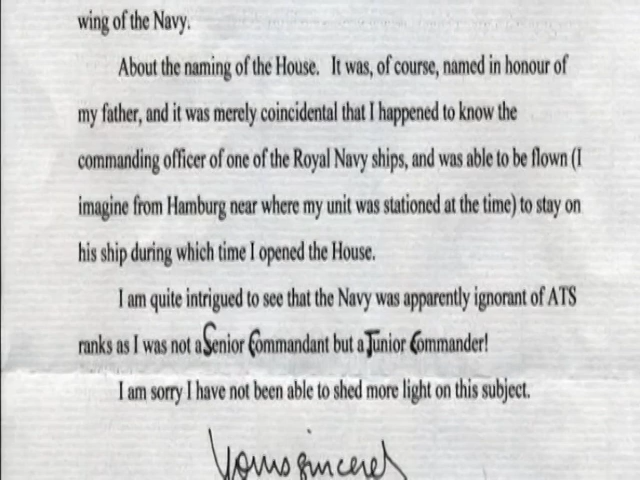 wing of the Navy.
About the naming of the House. It was, of course, named in honour of
my father, and it was merely coincidental that I happened to know the
commanding officer of one of the Royal Navy ships, and was able to be flown (I
imagine from Hamburg near where my unit was stationed at the time) to stay on
his ship during which time I opened the House.
I am quite intrigued to see that the Navy was apparently ignorant of ATS
ranks as I was not a Senior Commandant but a Junior Commander!
I am sorry I have not been able to shed more light on this subject.
Yours sincerely